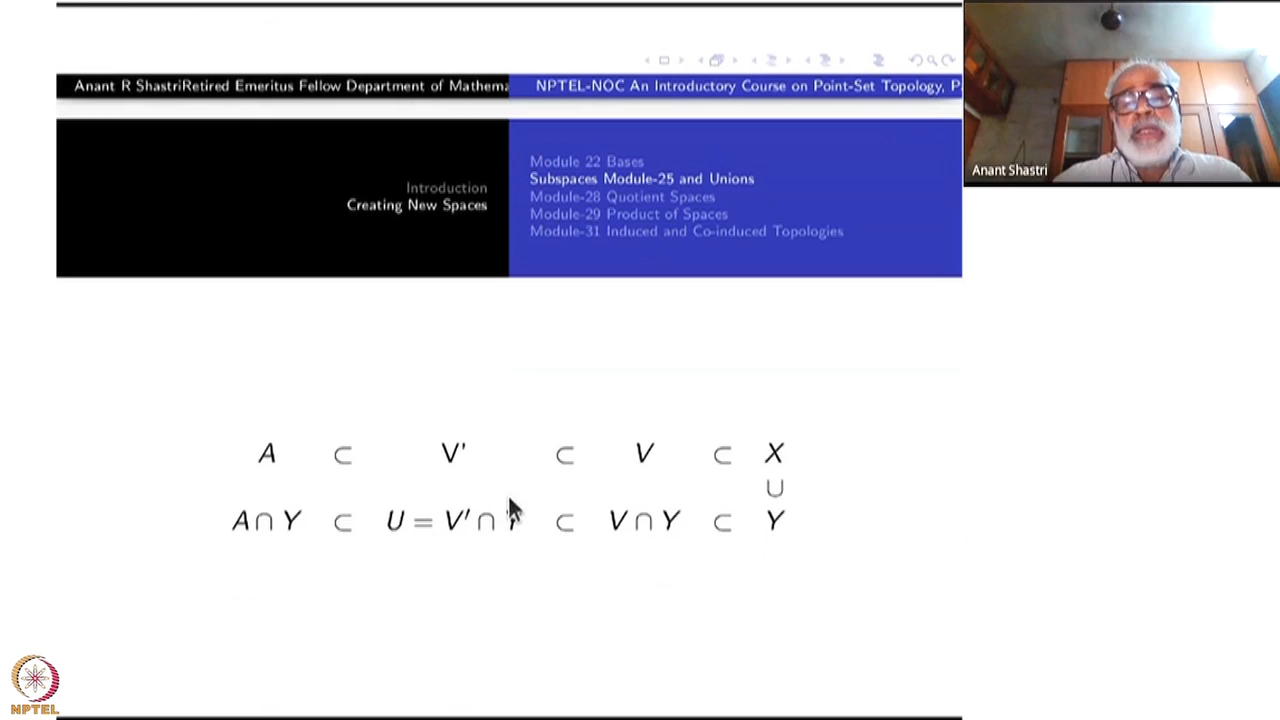 Anant R ShastriRetired Emeritus Fellow Department of Mathema
NPTEL-NOC An Introductory Course on Point-Set Topology, P
Introduction
Creating New Spaces
Module 22 Bases
Subspaces Module-25 and Unions
Module-28 Quotient Spaces
Module-29 Product of Spaces
Module-31 Induced and Co-induced Topologies
Anant Shastri
A ⊂ V' ⊂ V ⊂ X
∪
A ∩ Y ⊂ U = V' ∩ Y ⊂ V ∩ Y ⊂ Y
NPTEL